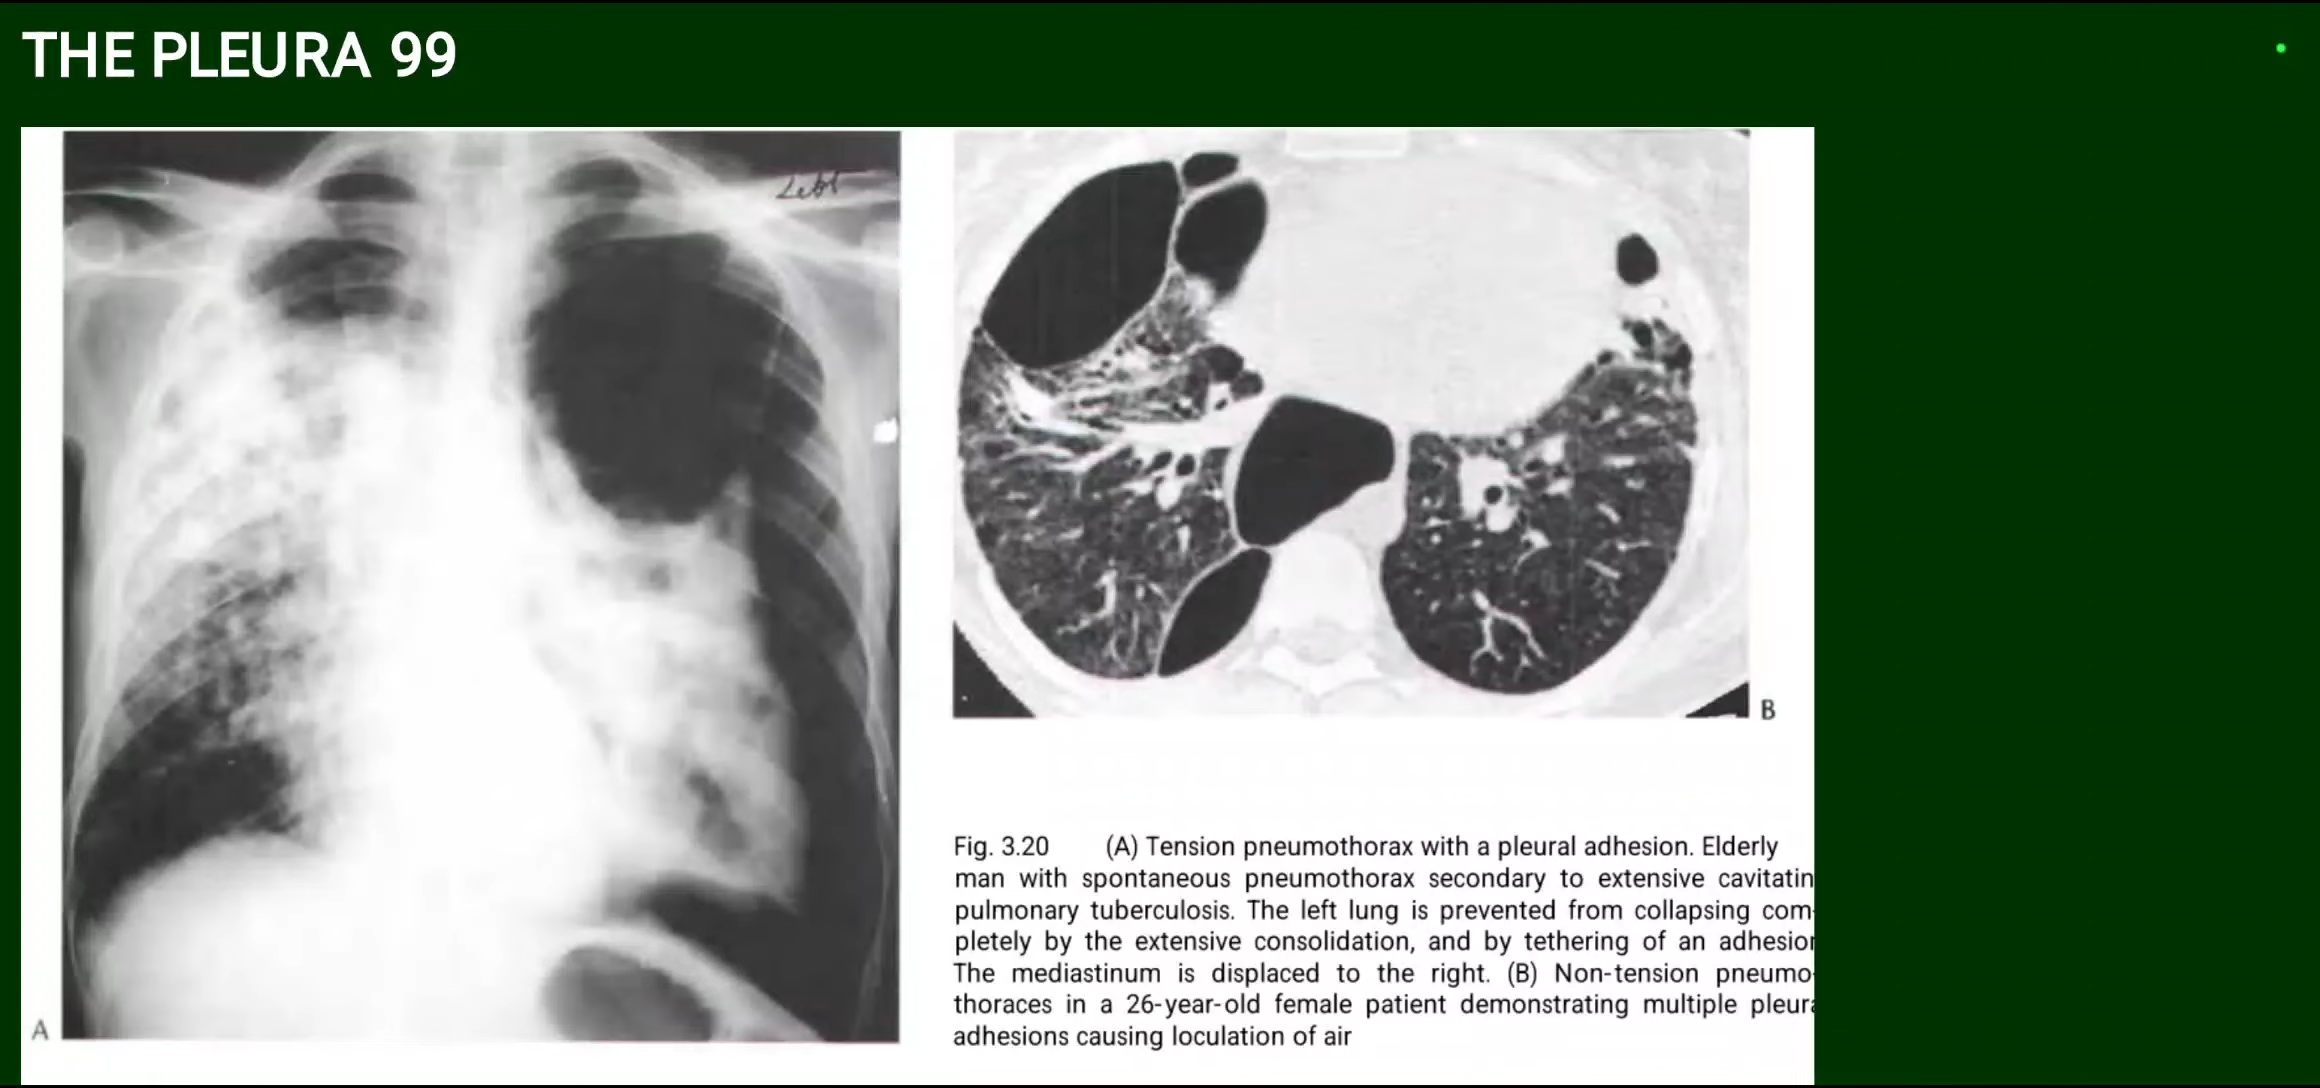 THE PLEURA 99
Left
B
A
Fig. 3.20 (A) Tension pneumothorax with a pleural adhesion. Elderly
man with spontaneous pneumothorax secondary to extensive cavitatin
pulmonary tuberculosis. The left lung is prevented from collapsing com-
pletely by the extensive consolidation, and by tethering of an adhesion
The mediastinum is displaced to the right. (B) Non-tension pneumo-
thoraces in a 26-year-old female patient demonstrating multiple pleura
adhesions causing loculation of air